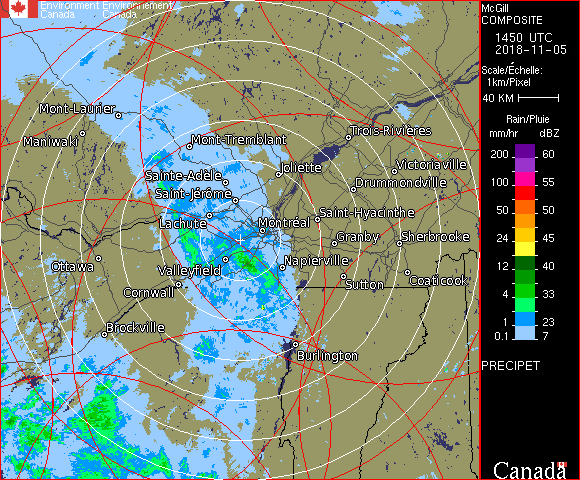 Environment Environnement
Canada Canada
McGill
COMPOSITE
1450 UTC
2018-11-05
Scale/Échelle:
1km/Pixel
40 KM
Rain/Pluie
mm/hr dBZ
200 60
100 55
50 50
24 45
12 40
4 33
1 23
0.1 7
PRECIPET
Canada
Mont-Laurier
Maniwaki
Mont-Tremblant
Trois-Rivières
Joliette
Victoriaville
Sainte-Adèle
Drummondville
Saint-Jérôme
Lachute
Saint-Hyacinthe
Montréal
Granby
Sherbrooke
Ottawa
Valleyfield
Napierville
Cornwall
Sutton
Coaticook
Brockville
Burlington